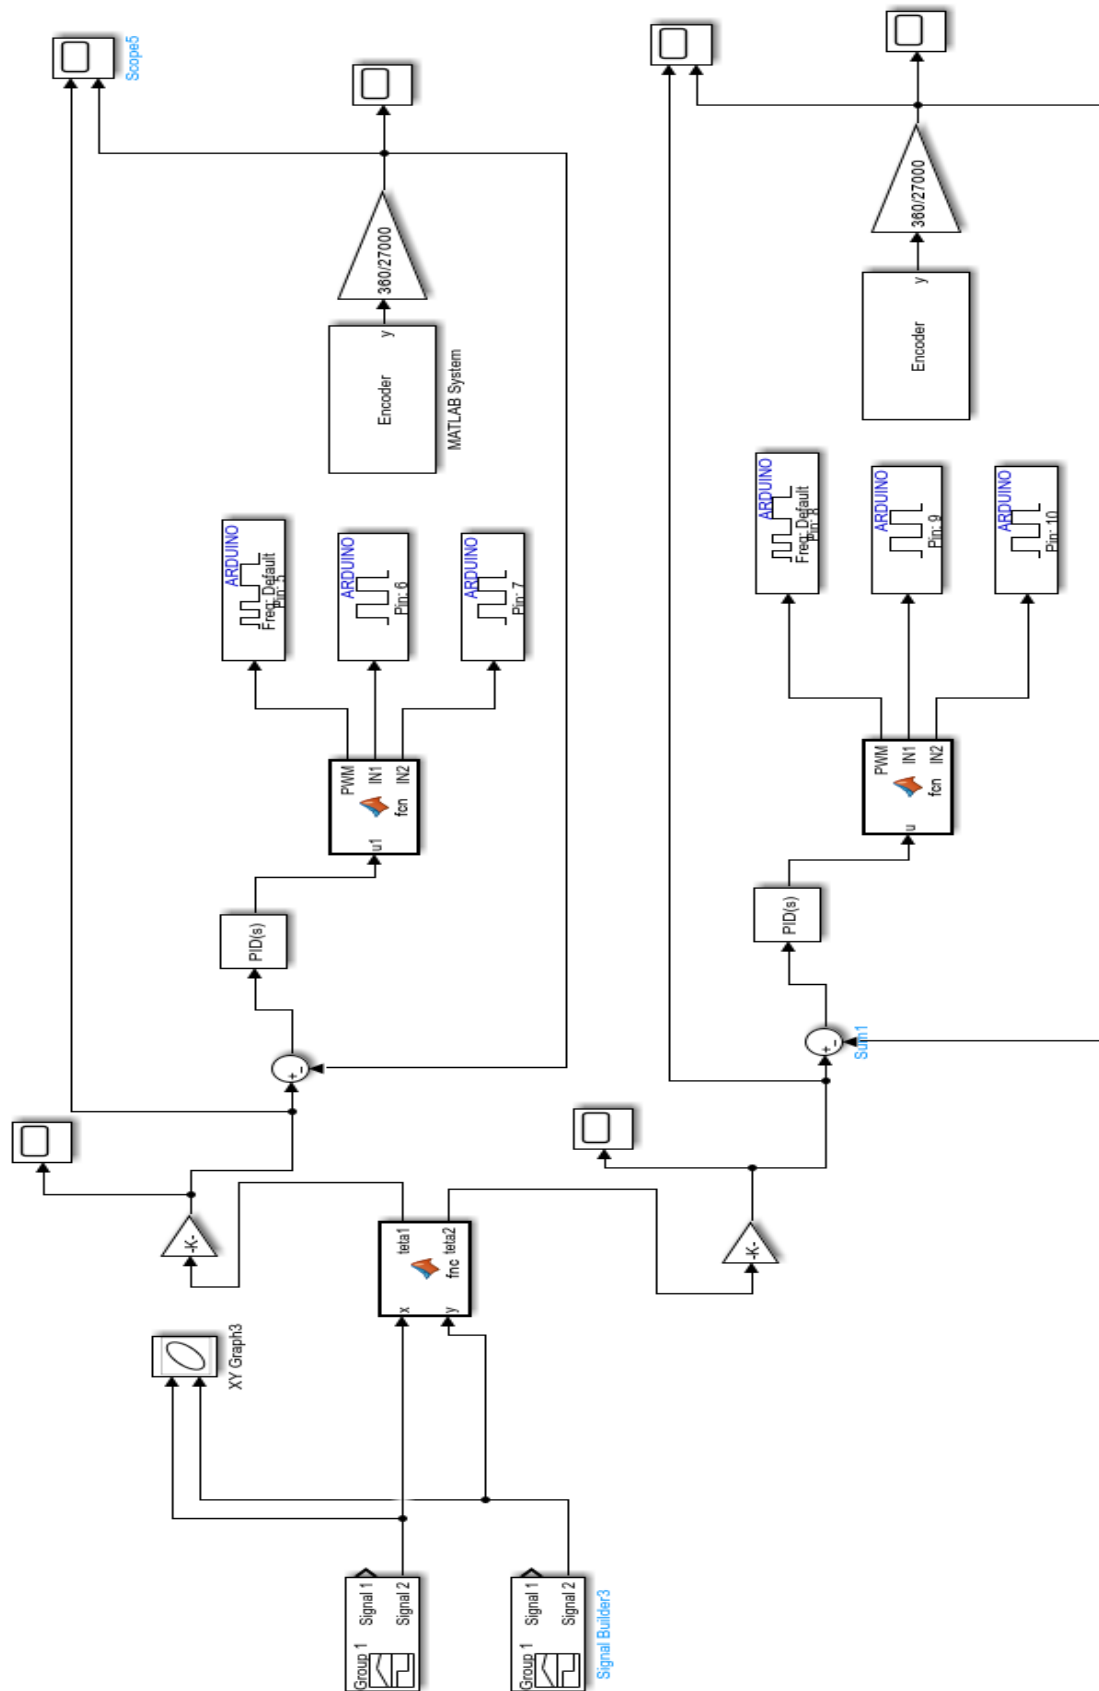 Group 1
Signal 1
Signal 2
Group 1
Signal 1
Signal 2
Signal Builder3
XY Graph3
x
y
fnc
teta1
teta2
-K-
-K-
+
-
PID(s)
u1
fcn
PWM
IN1
IN2
ARDUINO
Freq: Default
Pin: 5
ARDUINO
Pin: 6
ARDUINO
Pin: 7
Encoder
y
MATLAB System
360/27000
Scope5
+
-
Sum1
PID(s)
u
fcn
PWM
IN1
IN2
ARDUINO
Freq: Default
Pin: 8
ARDUINO
Pin: 9
ARDUINO
Pin: 10
Encoder
y
360/27000